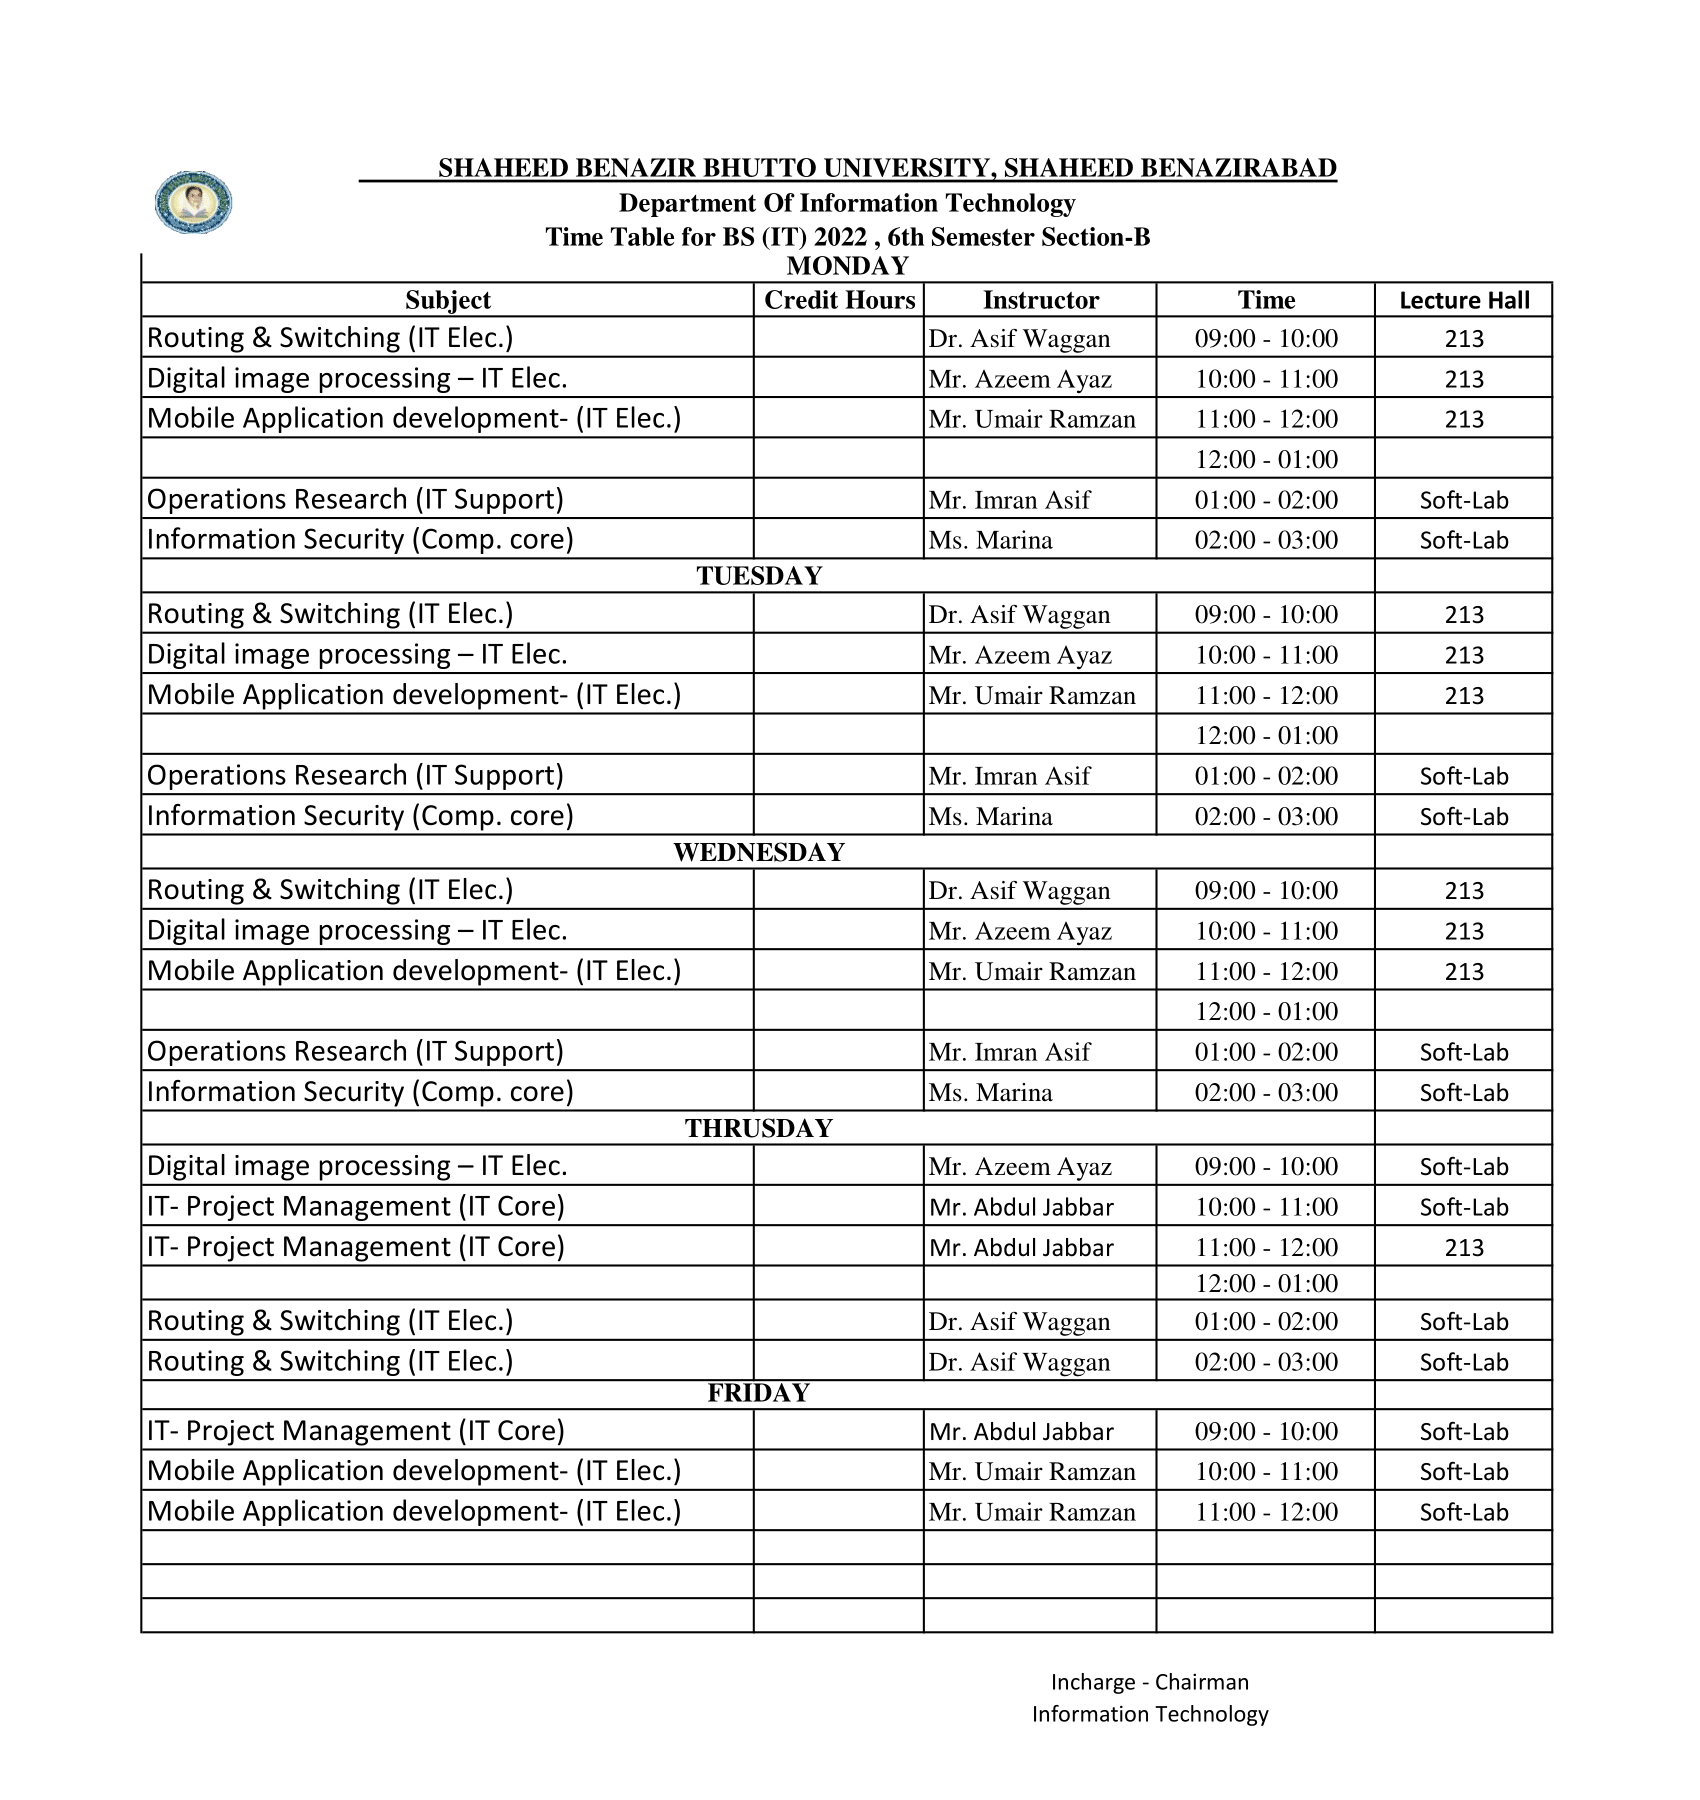 SHAHEED BENAZIR BHUTTO UNIVERSITY, SHAHEED BENAZIRABAD
Department Of Information Technology
Time Table for BS (IT) 2022 , 6th Semester Section-B
MONDAY
Subject Credit Hours Instructor Time Lecture Hall
Routing & Switching (IT Elec.) Dr. Asif Waggan 09:00 - 10:00 213
Digital image processing – IT Elec. Mr. Azeem Ayaz 10:00 - 11:00 213
Mobile Application development- (IT Elec.) Mr. Umair Ramzan 11:00 - 12:00 213
12:00 - 01:00
Operations Research (IT Support) Mr. Imran Asif 01:00 - 02:00 Soft-Lab
Information Security (Comp. core) Ms. Marina 02:00 - 03:00 Soft-Lab
TUESDAY
Routing & Switching (IT Elec.) Dr. Asif Waggan 09:00 - 10:00 213
Digital image processing – IT Elec. Mr. Azeem Ayaz 10:00 - 11:00 213
Mobile Application development- (IT Elec.) Mr. Umair Ramzan 11:00 - 12:00 213
12:00 - 01:00
Operations Research (IT Support) Mr. Imran Asif 01:00 - 02:00 Soft-Lab
Information Security (Comp. core) Ms. Marina 02:00 - 03:00 Soft-Lab
WEDNESDAY
Routing & Switching (IT Elec.) Dr. Asif Waggan 09:00 - 10:00 213
Digital image processing – IT Elec. Mr. Azeem Ayaz 10:00 - 11:00 213
Mobile Application development- (IT Elec.) Mr. Umair Ramzan 11:00 - 12:00 213
12:00 - 01:00
Operations Research (IT Support) Mr. Imran Asif 01:00 - 02:00 Soft-Lab
Information Security (Comp. core) Ms. Marina 02:00 - 03:00 Soft-Lab
THRUSDAY
Digital image processing – IT Elec. Mr. Azeem Ayaz 09:00 - 10:00 Soft-Lab
IT- Project Management (IT Core) Mr. Abdul Jabbar 10:00 - 11:00 Soft-Lab
IT- Project Management (IT Core) Mr. Abdul Jabbar 11:00 - 12:00 213
12:00 - 01:00
Routing & Switching (IT Elec.) Dr. Asif Waggan 01:00 - 02:00 Soft-Lab
Routing & Switching (IT Elec.) Dr. Asif Waggan 02:00 - 03:00 Soft-Lab
FRIDAY
IT- Project Management (IT Core) Mr. Abdul Jabbar 09:00 - 10:00 Soft-Lab
Mobile Application development- (IT Elec.) Mr. Umair Ramzan 10:00 - 11:00 Soft-Lab
Mobile Application development- (IT Elec.) Mr. Umair Ramzan 11:00 - 12:00 Soft-Lab
Incharge - Chairman
Information Technology